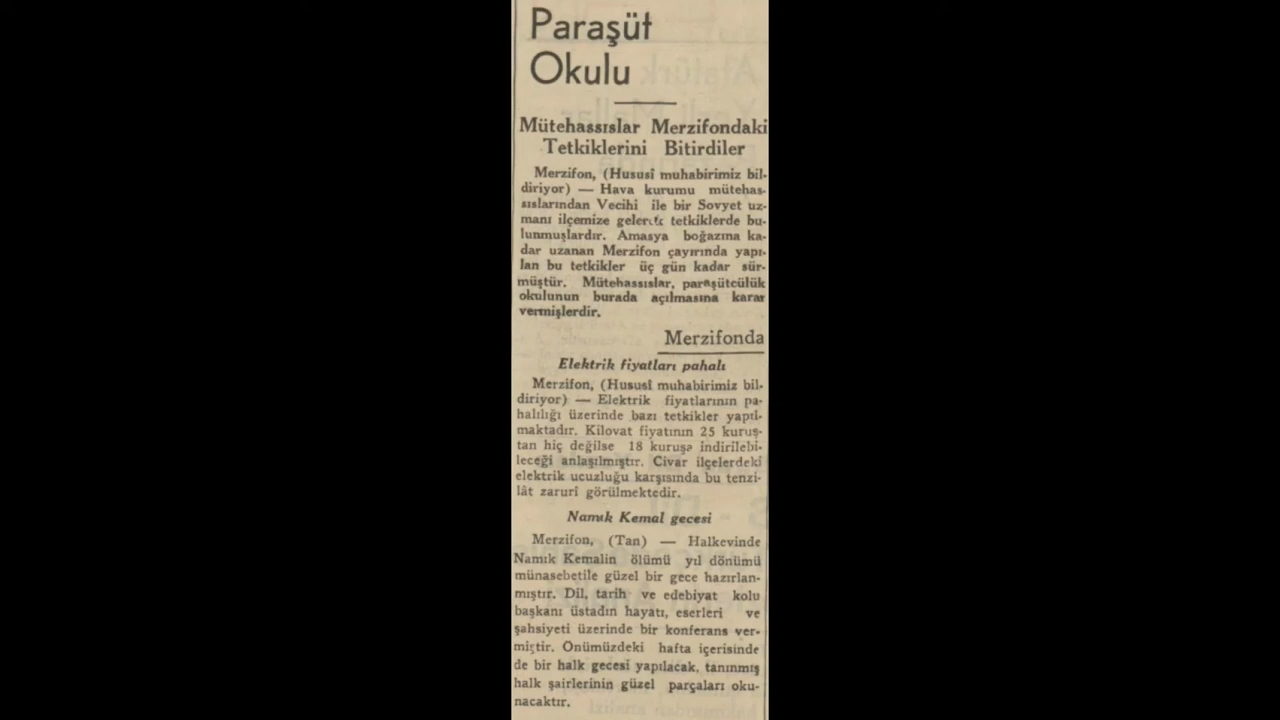 Paraşüt
Okulu
Mütehassıslar Merzifondaki
Tetkiklerini Bitirdiler
Merzifon, (Hususî muhabirimiz bil-
diriyor) — Hava kurumu mütehas-
sıslarından Vecihi ile bir Sovyet uz-
manı ilçemize gelerek tetkiklerde bu-
lunmuşlardır. Amasya boğazına ka-
dar uzanan Merzifon çayırında yapı-
lan bu tetkikler üç gün kadar sür-
müştür. Mütehassıslar, paraşütcülük
okulunun burada açılmasına karar
vermişlerdir.
Merzifonda
Elektrik fiyatları pahalı
Merzifon, (Hususî muhabirimiz bil-
diriyor) — Elektrik fiyatlarının pa-
halılığı üzerinde bazı tetkikler yapıl-
maktadır. Kilovat fiyatının 25 kuruş-
tan hiç değilse 18 kuruşa indirilebi-
leceği anlaşılmıştır. Civar ilçelerdeki
elektrik ucuzluğu karşısında bu tenzi-
lât zarurî görülmektedir.
Namık Kemal gecesi
Merzifon, (Tan) — Halkevinde
Namık Kemalin ölümü yıl dönümü
münasebetile güzel bir gece hazırlan-
mıştır. Dil, tarih ve edebiyat kolu
başkanı üstadın hayatı, eserleri ve
şahsiyeti üzerinde bir konferans ver-
miştir. Önümüzdeki hafta içerisinde
de bir halk gecesi yapılacak, tanınmış
halk şairlerinin güzel parçaları oku-
nacaktır.